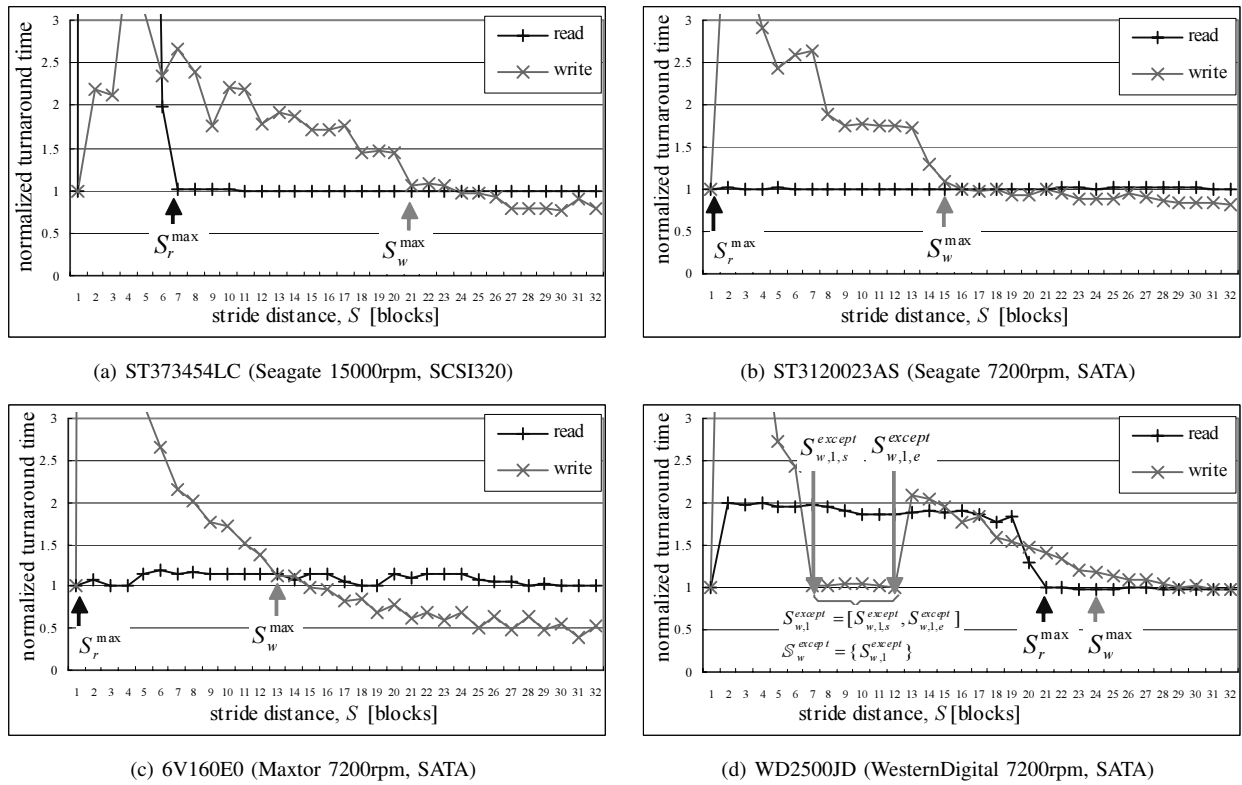 normalized turnaround time
3
2.5
2
1.5
1
0.5
0
read
write
S_r^max
S_w^max
1 2 3 4 5 6 7 8 9 10 11 12 13 14 15 16 17 18 19 20 21 22 23 24 25 26 27 28 29 30 31 32
stride distance, S [blocks]
(a) ST373454LC (Seagate 15000rpm, SCSI320)
normalized turnaround time
3
2.5
2
1.5
1
0.5
0
read
write
S_r^max
S_w^max
1 2 3 4 5 6 7 8 9 10 11 12 13 14 15 16 17 18 19 20 21 22 23 24 25 26 27 28 29 30 31 32
stride distance, S [blocks]
(b) ST3120023AS (Seagate 7200rpm, SATA)
normalized turnaround time
3
2.5
2
1.5
1
0.5
0
read
write
S_r^max
S_w^max
1 2 3 4 5 6 7 8 9 10 11 12 13 14 15 16 17 18 19 20 21 22 23 24 25 26 27 28 29 30 31 32
stride distance, S [blocks]
(c) 6V160E0 (Maxtor 7200rpm, SATA)
normalized turnaround time
3
2.5
2
1.5
1
0.5
0
read
write
S_{w,1,s}^{except} S_{w,1,e}^{except}
S_{w,1}^{except} = [S_{w,1,s}^{except}, S_{w,1,e}^{except}]
𝕊_w^{except} = {S_{w,1}^{except}}
S_r^max S_w^max
1 2 3 4 5 6 7 8 9 10 11 12 13 14 15 16 17 18 19 20 21 22 23 24 25 26 27 28 29 30 31 32
stride distance, S [blocks]
(d) WD2500JD (WesternDigital 7200rpm, SATA)